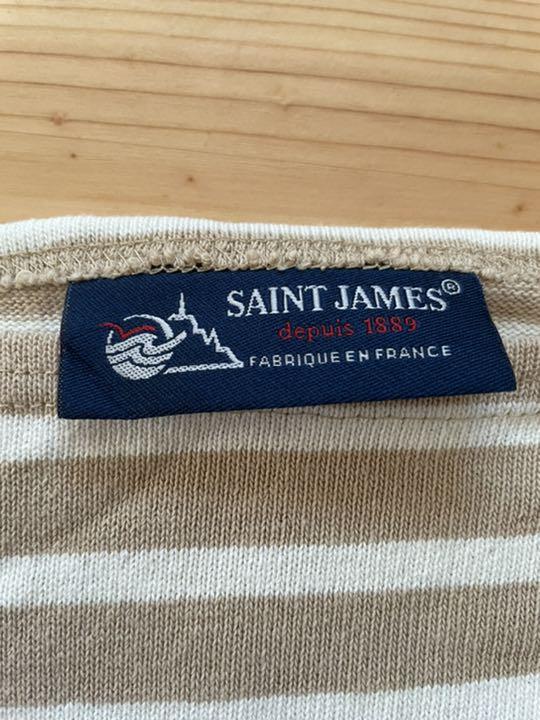 SAINT JAMES®
depuis 1889
FABRIQUE EN FRANCE